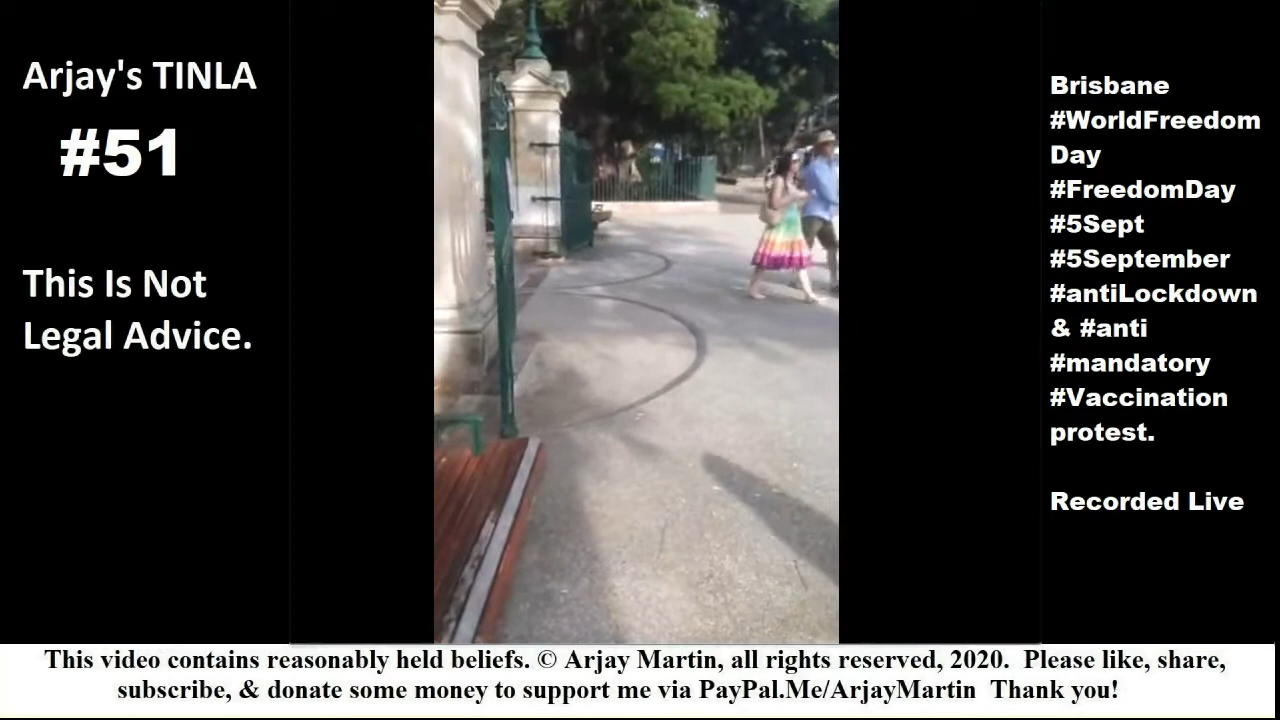 Arjay's TINLA
#51
This Is Not
Legal Advice.
Brisbane
#WorldFreedom
Day
#FreedomDay
#5Sept
#5September
#antiLockdown
& #anti
#mandatory
#Vaccination
protest.
Recorded Live
This video contains reasonably held beliefs. © Arjay Martin, all rights reserved, 2020.  Please like, share,
subscribe, & donate some money to support me via PayPal.Me/ArjayMartin  Thank you!